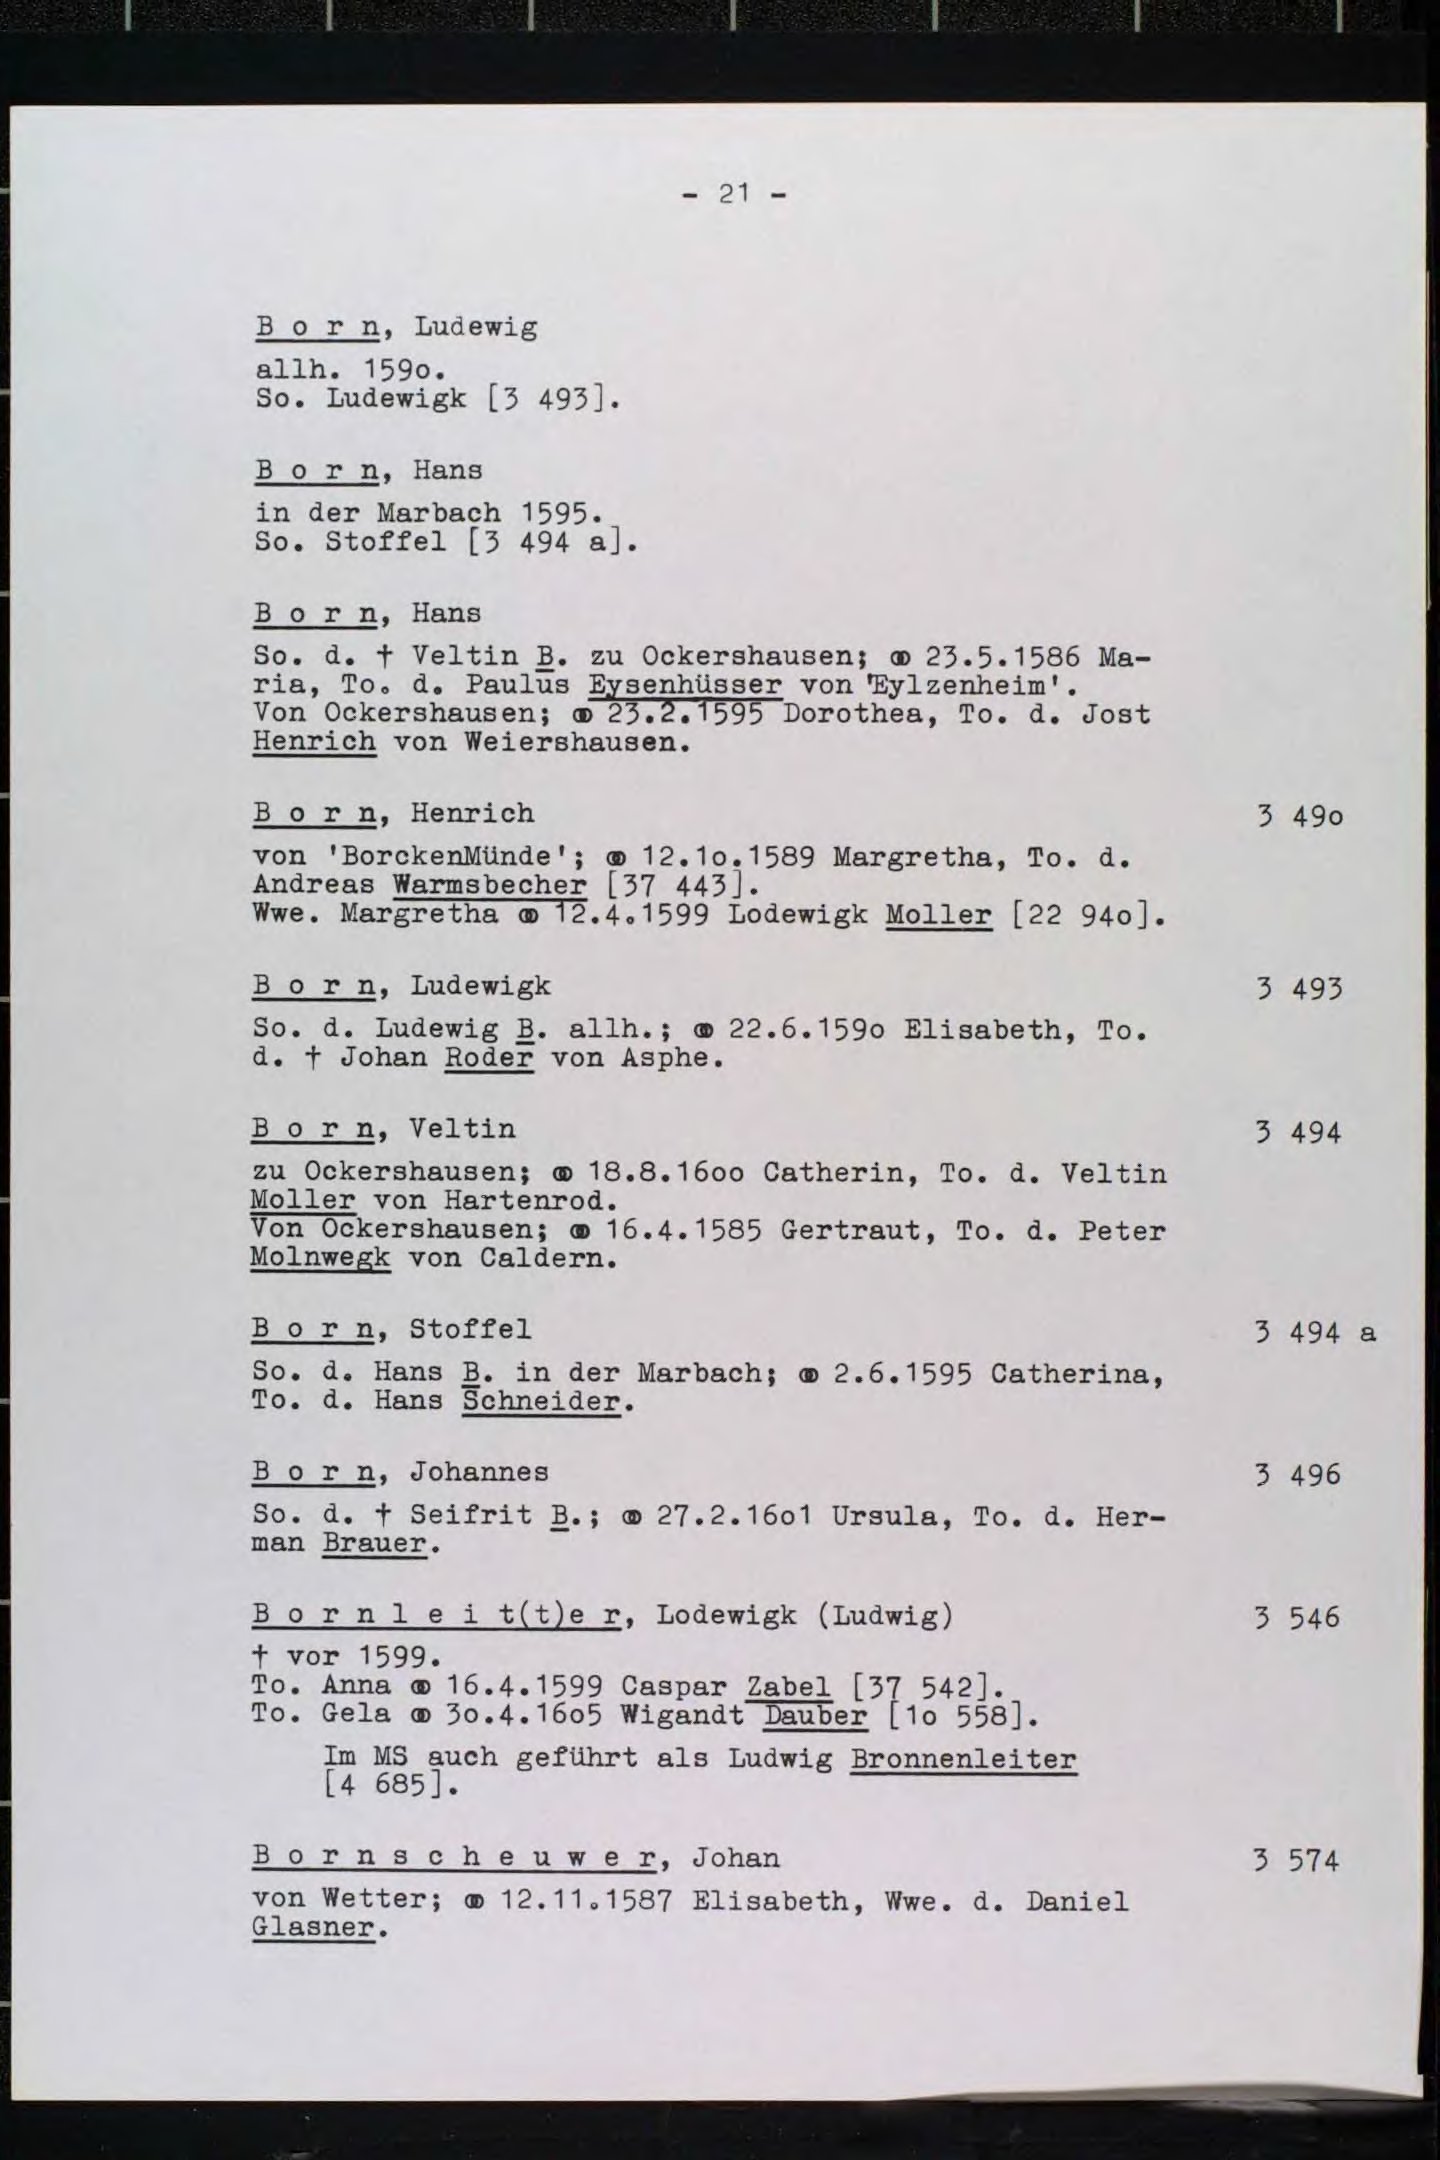 - 21 -
B o r n, Ludewig
allh. 159o.
So. Ludewigk [3 493].
B o r n, Hans
in der Marbach 1595.
So. Stoffel [3 494 a].
B o r n, Hans
So. d. † Veltin B. zu Ockershausen; ⚭ 23.5.1586 Ma-
ria, To. d. Paulus Eysenhüsser von 'Eylzenheim'.
Von Ockershausen; ⚭ 23.2.1595 Dorothea, To. d. Jost
Henrich von Weiershausen.
B o r n, Henrich 3 49o
von 'BorckenMünde'; ⚭ 12.1o.1589 Margretha, To. d.
Andreas Warmsbecher [37 443].
Wwe. Margretha ⚭ 12.4.1599 Lodewigk Moller [22 94o].
B o r n, Ludewigk 3 493
So. d. Ludewig B. allh.; ⚭ 22.6.159o Elisabeth, To.
d. † Johan Roder von Asphe.
B o r n, Veltin 3 494
zu Ockershausen; ⚭ 18.8.16oo Catherin, To. d. Veltin
Moller von Hartenrod.
Von Ockershausen; ⚭ 16.4.1585 Gertraut, To. d. Peter
Molnwegk von Caldern.
B o r n, Stoffel 3 494 a
So. d. Hans B. in der Marbach; ⚭ 2.6.1595 Catherina,
To. d. Hans Schneider.
B o r n, Johannes 3 496
So. d. † Seifrit B.; ⚭ 27.2.16o1 Ursula, To. d. Her-
man Brauer.
B o r n l e i t(t)e r, Lodewigk (Ludwig) 3 546
† vor 1599.
To. Anna ⚭ 16.4.1599 Caspar Zabel [37 542].
To. Gela ⚭ 3o.4.16o5 Wigandt Dauber [1o 558].
Im MS auch geführt als Ludwig Bronnenleiter
[4 685].
B o r n s c h e u w e r, Johan 3 574
von Wetter; ⚭ 12.11.1587 Elisabeth, Wwe. d. Daniel
Glasner.